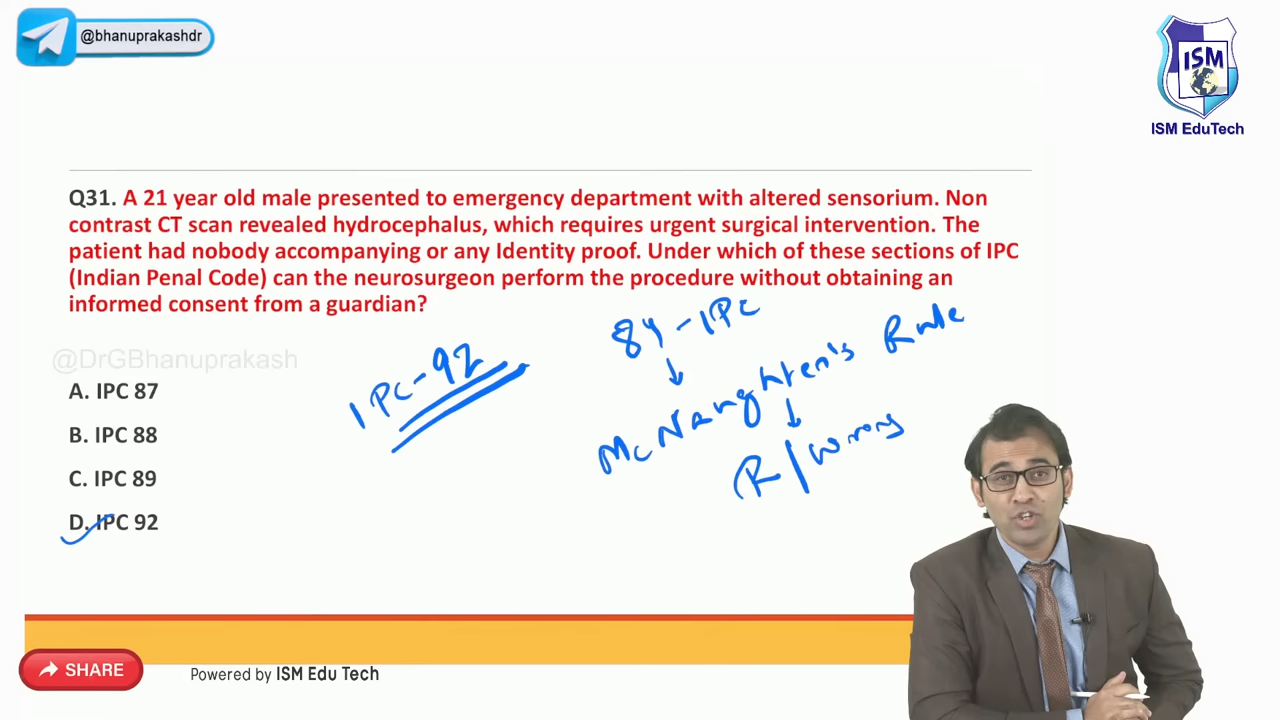 @bhanuprakashdr
ISM
ISM EduTech
Q31. A 21 year old male presented to emergency department with altered sensorium. Non
contrast CT scan revealed hydrocephalus, which requires urgent surgical intervention. The
patient had nobody accompanying or any Identity proof. Under which of these sections of IPC
(Indian Penal Code) can the neurosurgeon perform the procedure without obtaining an
informed consent from a guardian?
84-IPC
McNaughten's Rule
R/Wrong
IPC-92
@DrGBhanuprakash
A. IPC 87
B. IPC 88
C. IPC 89
D. IPC 92
SHARE
Powered by ISM Edu Tech